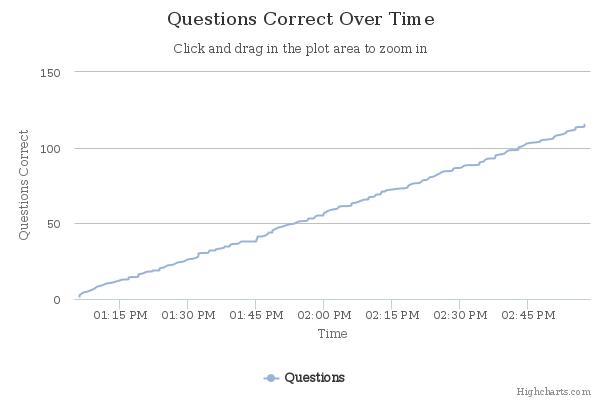 Questions Correct Over Time
Click and drag in the plot area to zoom in
Questions Correct
150
100
50
0
01:15 PM 01:30 PM 01:45 PM 02:00 PM 02:15 PM 02:30 PM 02:45 PM
Time
Questions
Highcharts.com